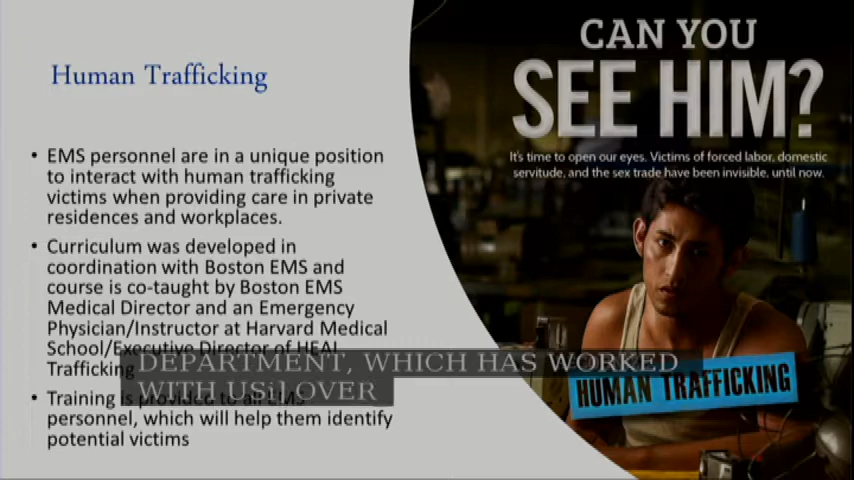 Human Trafficking
• EMS personnel are in a unique position
to interact with human trafficking
victims when providing care in private
residences and workplaces.
• Curriculum was developed in
coordination with Boston EMS and
course is co-taught by Boston EMS
Medical Director and an Emergency
Physician/Instructor at Harvard Medical
School/Executive Director of HEAL
Trafficking
• Training is provided to all EMS
personnel, which will help them identify
potential victims
CAN YOU
SEE HIM?
It's time to open our eyes. Victims of forced labor, domestic
servitude, and the sex trade have been invisible, until now.
HUMAN TRAFFICKING
DEPARTMENT, WHICH HAS WORKED
WITH USi] OVER